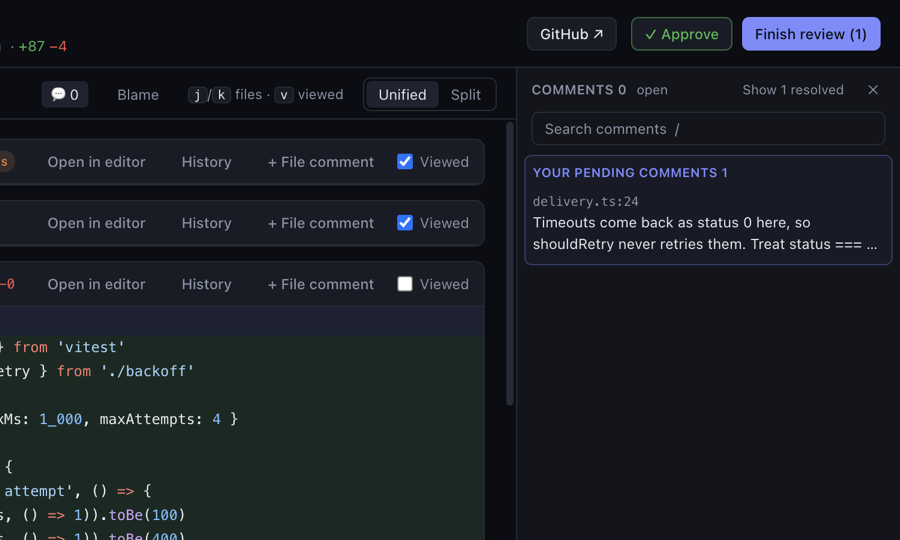 · +87 −4
GitHub ↗
✓ Approve
Finish review (1)
💬 0
Blame
j / k files · v viewed
Unified
Split
COMMENTS 0 open
Show 1 resolved
×
Search comments /
YOUR PENDING COMMENTS 1
delivery.ts:24
Timeouts come back as status 0 here, so
shouldRetry never retries them. Treat status === …
s
Open in editor
History
+ File comment
Viewed
Open in editor
History
+ File comment
Viewed
−0
Open in editor
History
+ File comment
Viewed
} from 'vitest'
etry } from './backoff'
xMs: 1_000, maxAttempts: 4 }
{
attempt', () => {
s, () => 1)).toBe(100)
s, () => 1)).toBe(400)